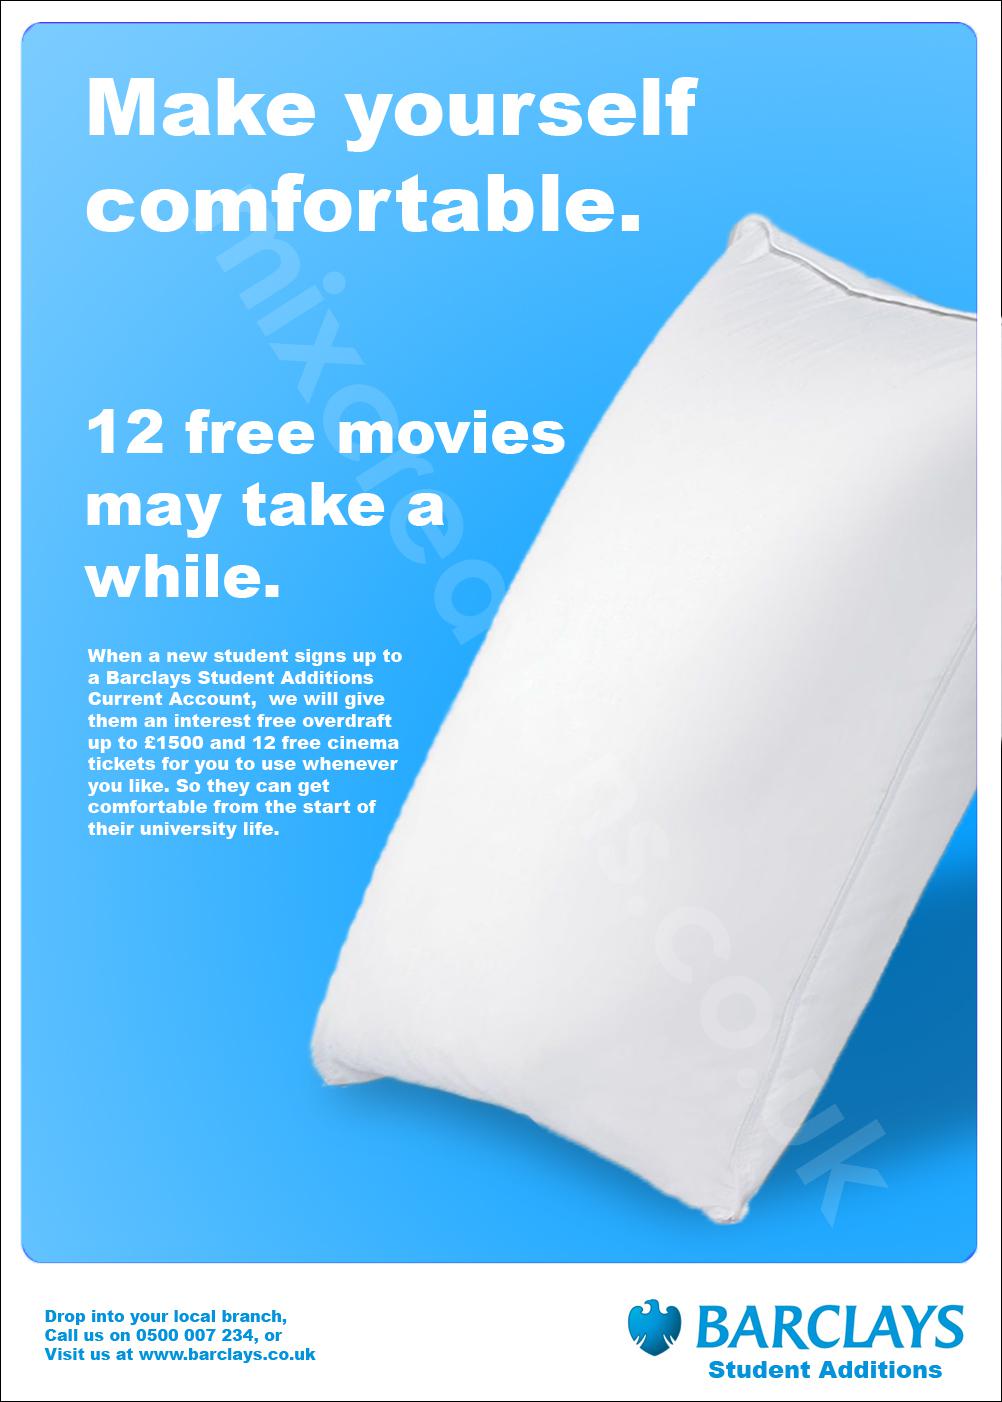 Make yourself
comfortable.
12 free movies
may take a
while.
When a new student signs up to
a Barclays Student Additions
Current Account,  we will give
them an interest free overdraft
up to £1500 and 12 free cinema
tickets for you to use whenever
you like. So they can get
comfortable from the start of
their university life.
Drop into your local branch,
Call us on 0500 007 234, or
Visit us at www.barclays.co.uk
BARCLAYS
Student Additions